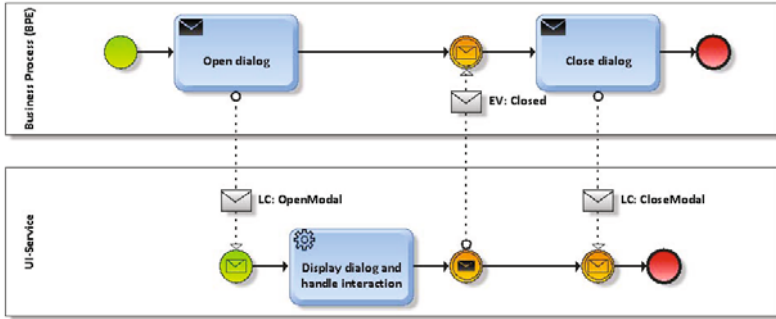 Business Process (BPE)
Open dialog
Close dialog
EV: Closed
UI-Service
LC: OpenModal
LC: CloseModal
Display dialog and
handle interaction